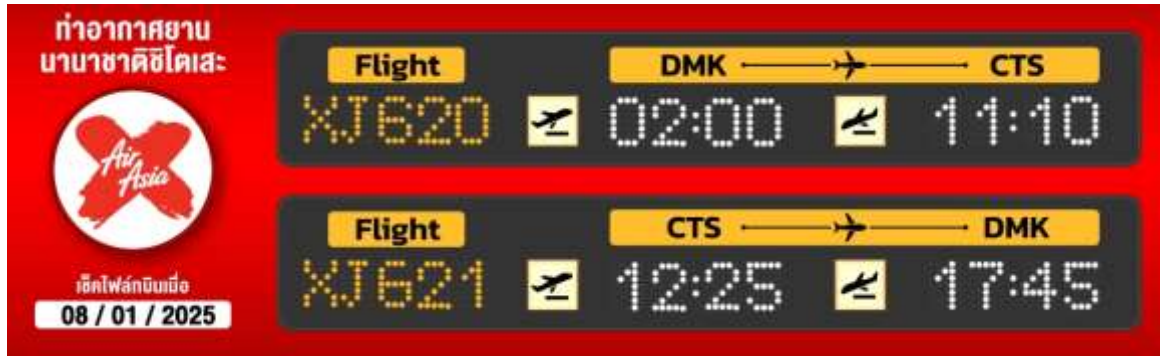 ท่าอากาศยาน
นานาชาติชิโตเสะ
Air
Asia
เช็คไฟล์ทบินเมื่อ
08 / 01 / 2025
Flight
DMK CTS
XJ620 02:00 11:10
Flight
CTS DMK
XJ621 12:25 17:45